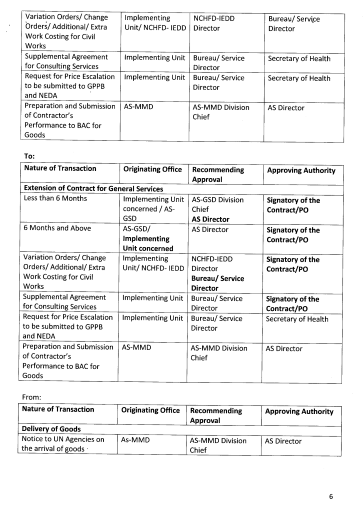 Variation Orders/ Change Orders/ Additional/ Extra Work Costing for Civil Works | Implementing Unit/ NCHFD- IEDD | NCHFD-IEDD Director | Bureau/ Service Director
Supplemental Agreement for Consulting Services | Implementing Unit | Bureau/ Service Director | Secretary of Health
Request for Price Escalation to be submitted to GPPB and NEDA | Implementing Unit | Bureau/ Service Director | Secretary of Health
Preparation and Submission of Contractor's Performance to BAC for Goods | AS-MMD | AS-MMD Division Chief | AS Director
To:
Nature of Transaction | Originating Office | Recommending Approval | Approving Authority
Extension of Contract for General Services
Less than 6 Months | Implementing Unit concerned / AS-GSD | AS-GSD Division Chief AS Director | Signatory of the Contract/PO
6 Months and Above | AS-GSD/ Implementing Unit concerned | AS Director | Signatory of the Contract/PO
Variation Orders/ Change Orders/ Additional/ Extra Work Costing for Civil Works | Implementing Unit/ NCHFD- IEDD | NCHFD-IEDD Director Bureau/ Service Director | Signatory of the Contract/PO
Supplemental Agreement for Consulting Services | Implementing Unit | Bureau/ Service Director | Signatory of the Contract/PO
Request for Price Escalation to be submitted to GPPB and NEDA | Implementing Unit | Bureau/ Service Director | Secretary of Health
Preparation and Submission of Contractor's Performance to BAC for Goods | AS-MMD | AS-MMD Division Chief | AS Director
From:
Nature of Transaction | Originating Office | Recommending Approval | Approving Authority
Delivery of Goods
Notice to UN Agencies on the arrival of goods | As-MMD | AS-MMD Division Chief | AS Director
6